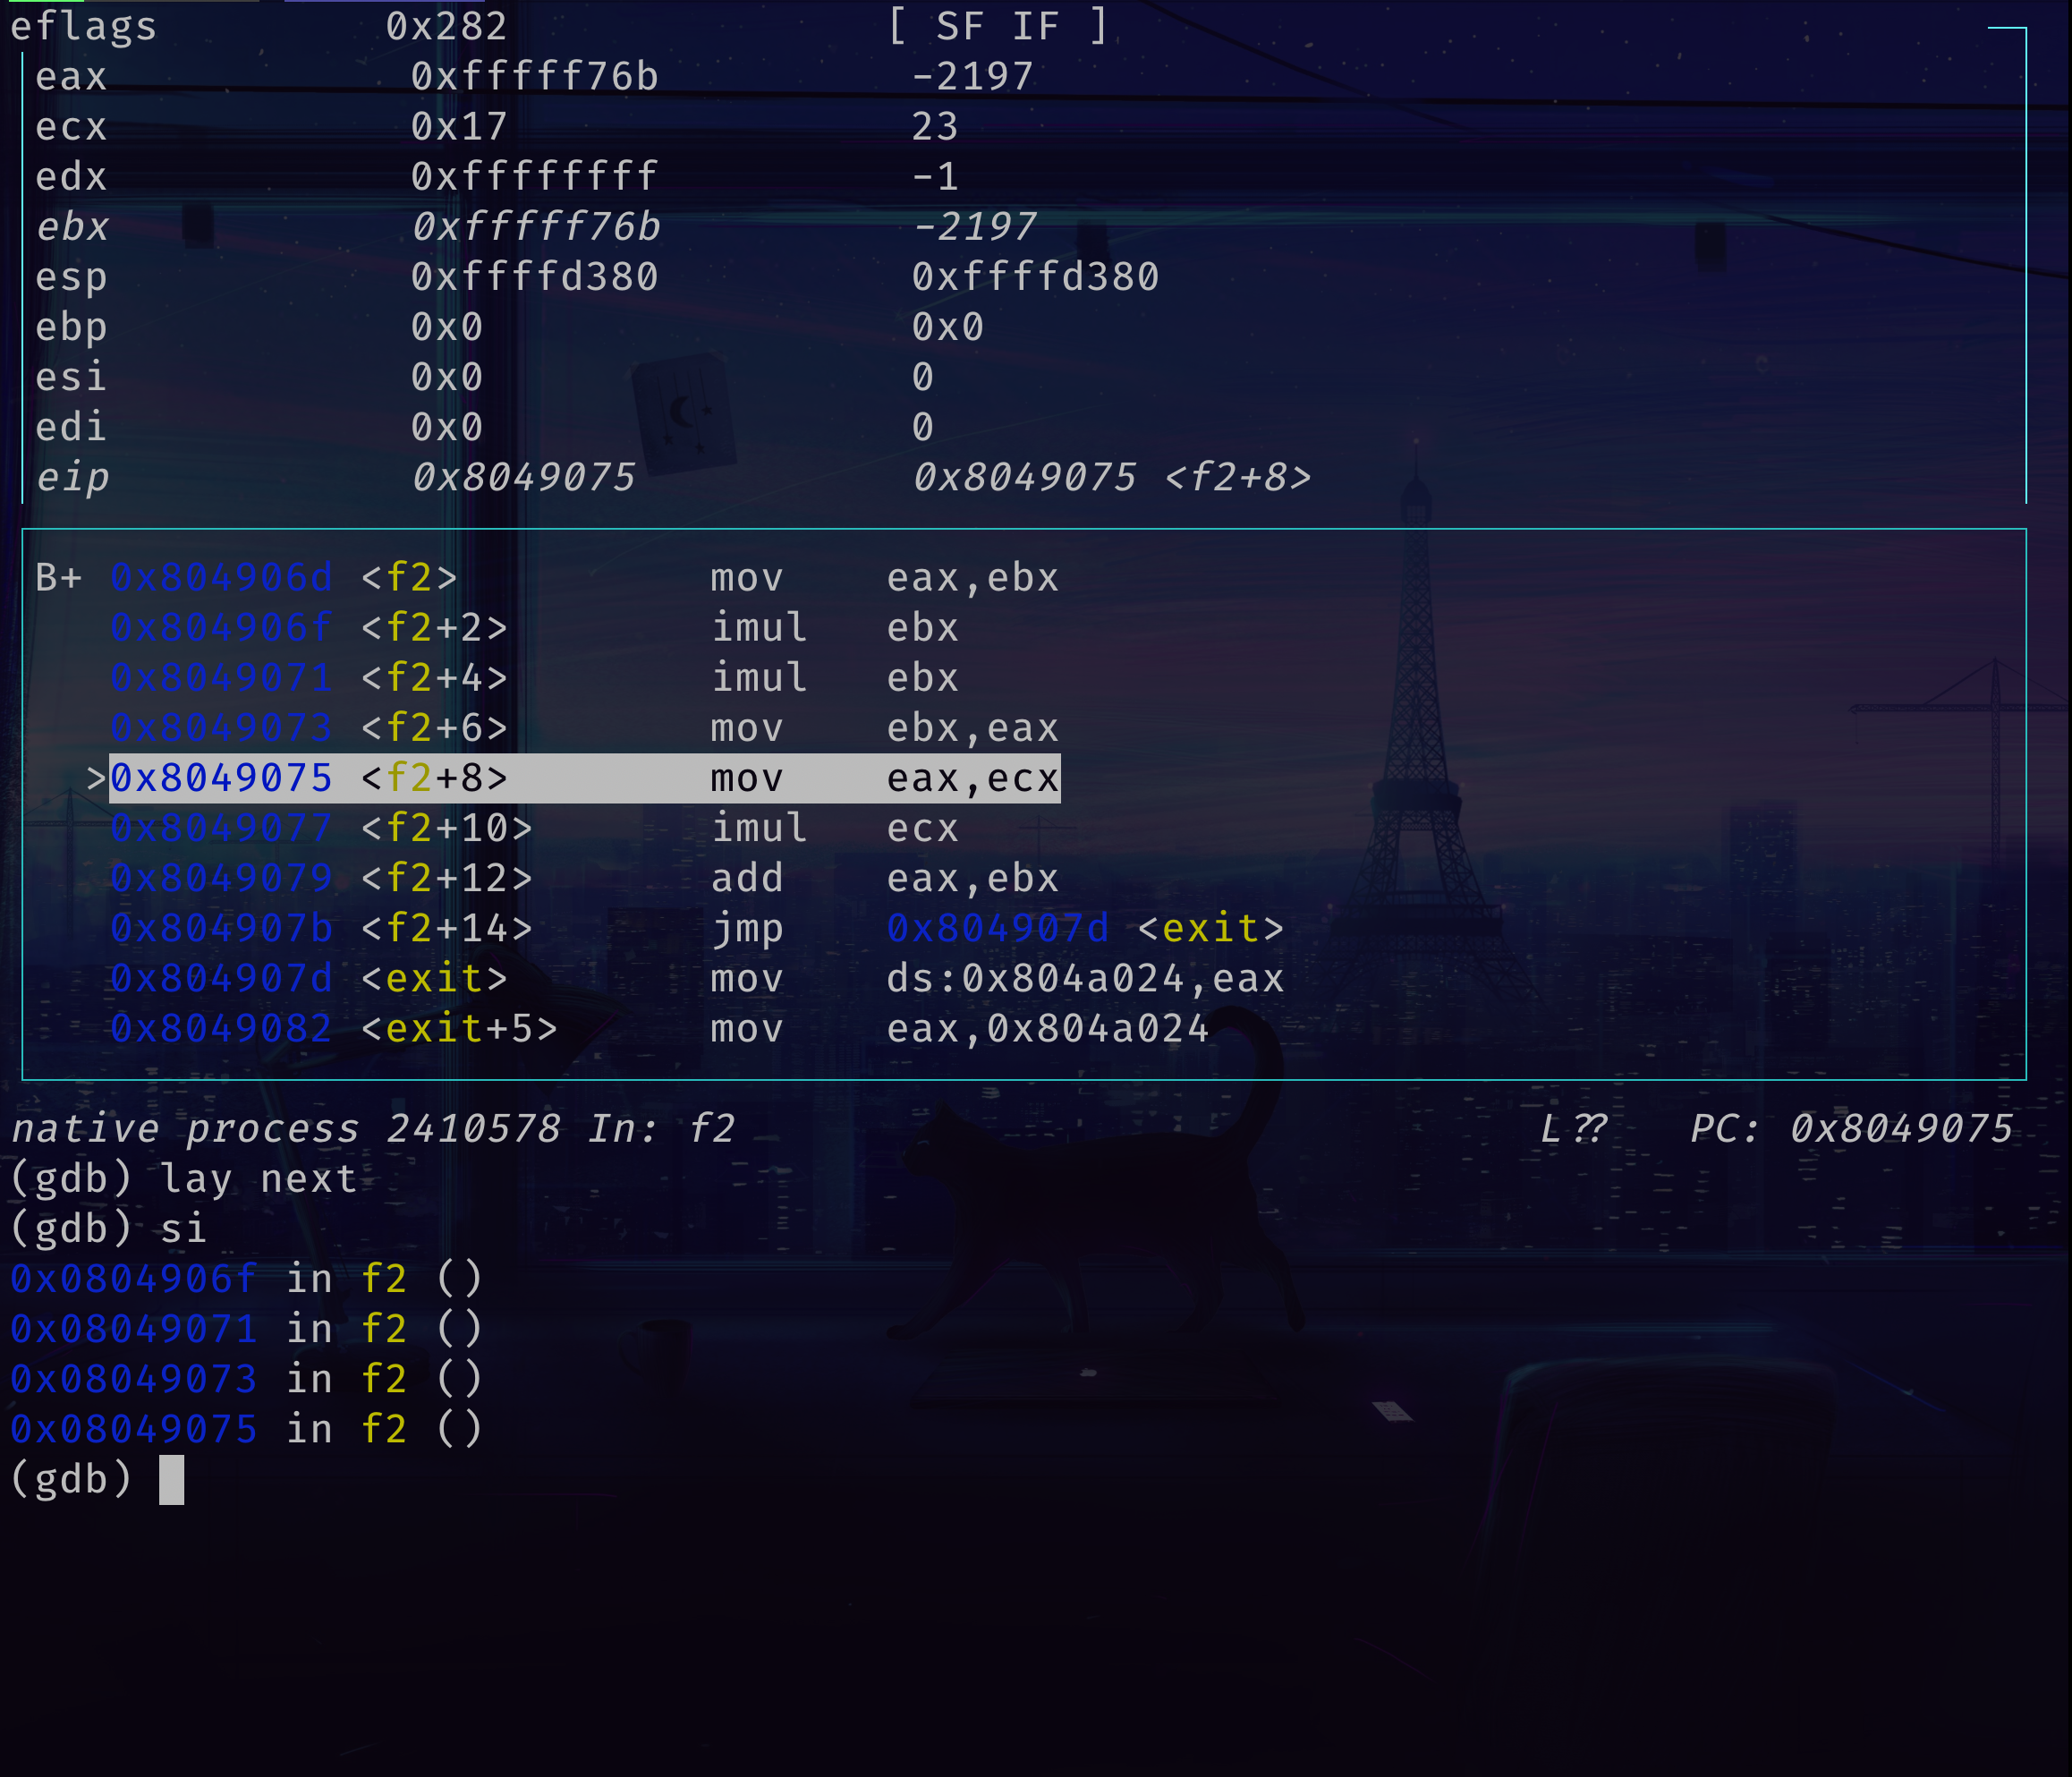 eflags 0x282 [ SF IF ]
eax 0xfffff76b -2197
ecx 0x17 23
edx 0xffffffff -1
ebx 0xfffff76b -2197
esp 0xffffd380 0xffffd380
ebp 0x0 0x0
esi 0x0 0
edi 0x0 0
eip 0x8049075 0x8049075 <f2+8>
B+ 0x804906d <f2> mov eax,ebx
0x804906f <f2+2> imul ebx
0x8049071 <f2+4> imul ebx
0x8049073 <f2+6> mov ebx,eax
>0x8049075 <f2+8> mov eax,ecx
0x8049077 <f2+10> imul ecx
0x8049079 <f2+12> add eax,ebx
0x804907b <f2+14> jmp 0x804907d <exit>
0x804907d <exit> mov ds:0x804a024,eax
0x8049082 <exit+5> mov eax,0x804a024
native process 2410578 In: f2 L?? PC: 0x8049075
(gdb) lay next
(gdb) si
0x0804906f in f2 ()
0x08049071 in f2 ()
0x08049073 in f2 ()
0x08049075 in f2 ()
(gdb)